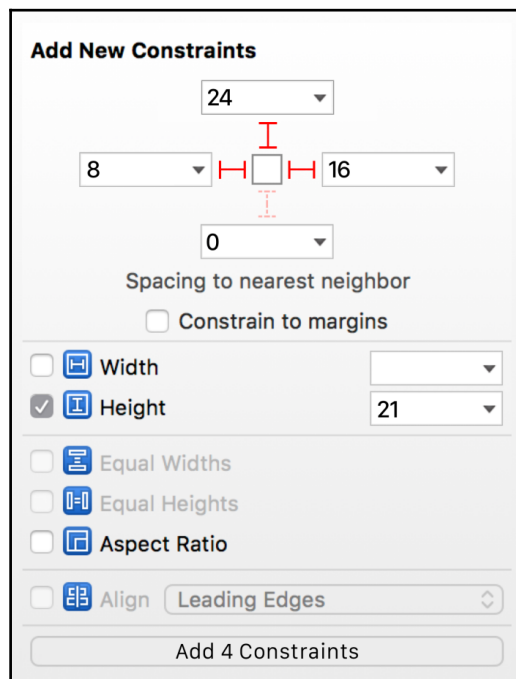 Add New Constraints
24
8 16
0
Spacing to nearest neighbor
Constrain to margins
Width
Height 21
Equal Widths
Equal Heights
Aspect Ratio
Align Leading Edges
Add 4 Constraints